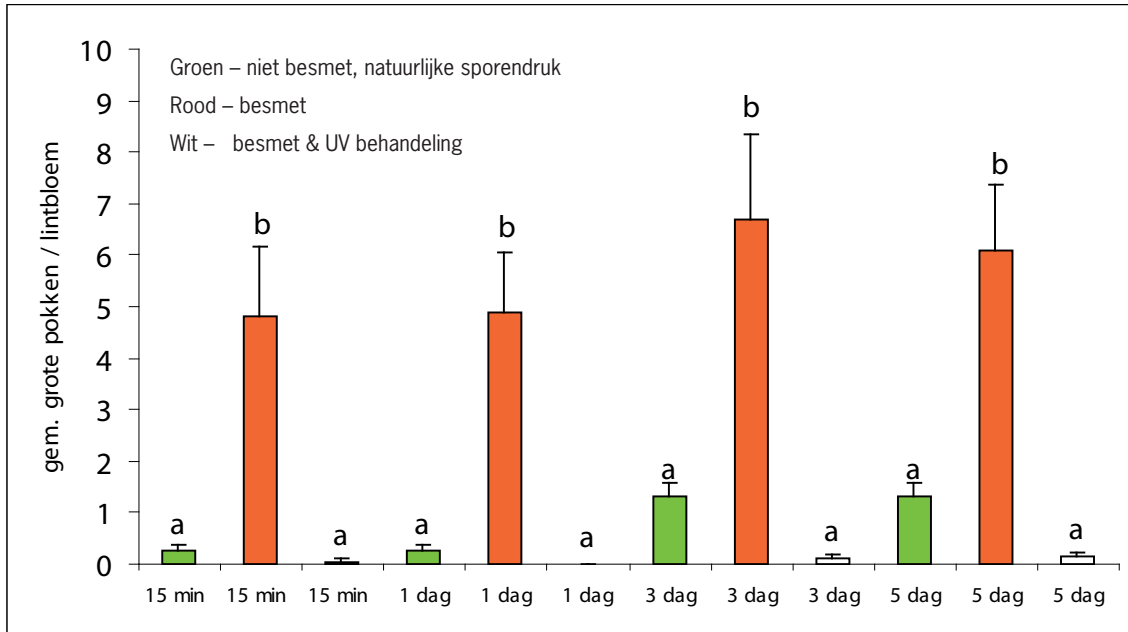 10
9
8
7
6
5
4
3
2
1
0
gem. grote pokken / lintbloem
Groen – niet besmet, natuurlijke sporendruk
Rood – besmet
Wit – besmet & UV behandeling
a b a a b a a b a a b a
15 min 15 min 15 min 1 dag 1 dag 1 dag 3 dag 3 dag 3 dag 5 dag 5 dag 5 dag